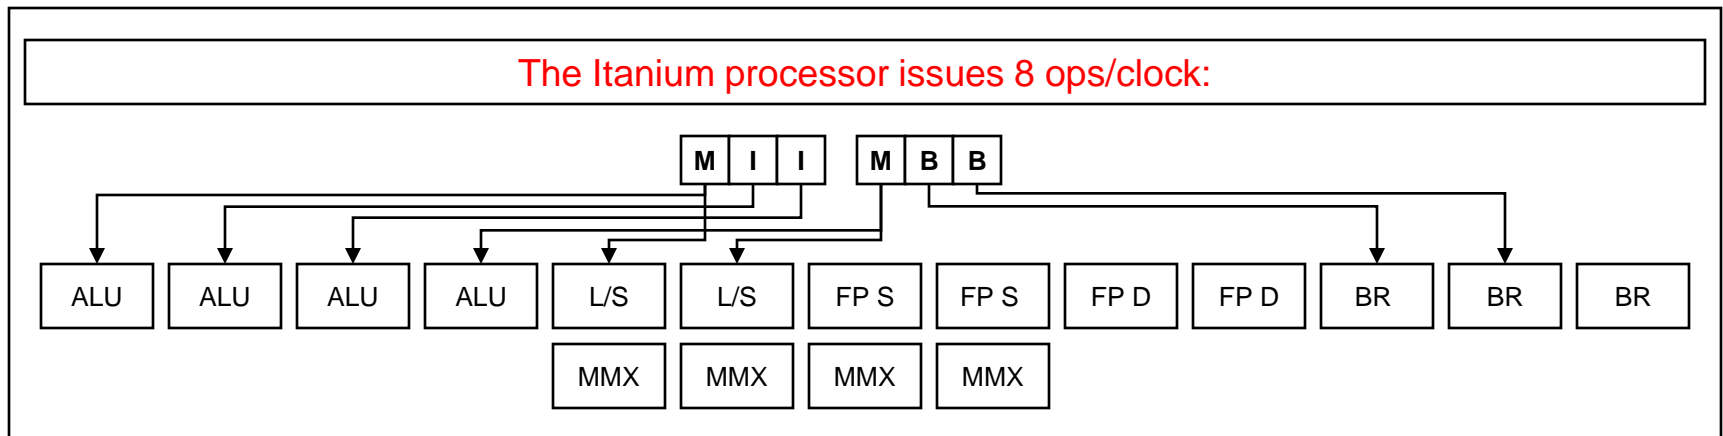 The Itanium processor issues 8 ops/clock:
M I I M B B
ALU ALU ALU ALU L/S L/S FP S FP S FP D FP D BR BR BR
MMX MMX MMX MMX